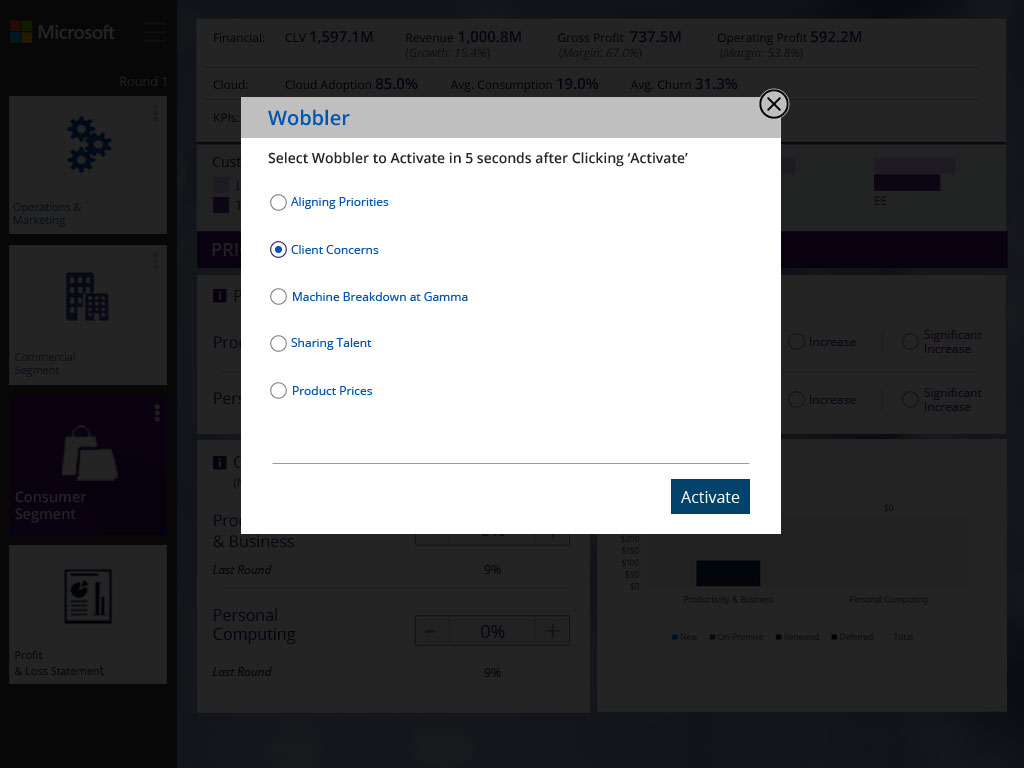 Microsoft
Round 1
Operations &
Marketing
Commercial
Segment
Consumer
Segment
Profit
& Loss Statement
Financial: CLV 1,597.1M Revenue 1,000.8M Gross Profit 737.5M Operating Profit 592.2M
(Growth: 15.4%) (Margin: 67.0%) (Margin: 53.8%)
Cloud: Cloud Adoption 85.0% Avg. Consumption 19.0% Avg. Churn 31.3%
KPIs:
EE
Wobbler
Select Wobbler to Activate in 5 seconds after Clicking ‘Activate’
Aligning Priorities
Client Concerns
Machine Breakdown at Gamma
Sharing Talent
Product Prices
Activate
Increase Significant
Increase
Increase Significant
Increase
& Business
Last Round 9%
Personal
Computing
- 0% +
Last Round 9%
$0
$200
$150
$100
$50
$0
Productivity & Business Personal Computing
New On-Premise Renewed Deferred Total